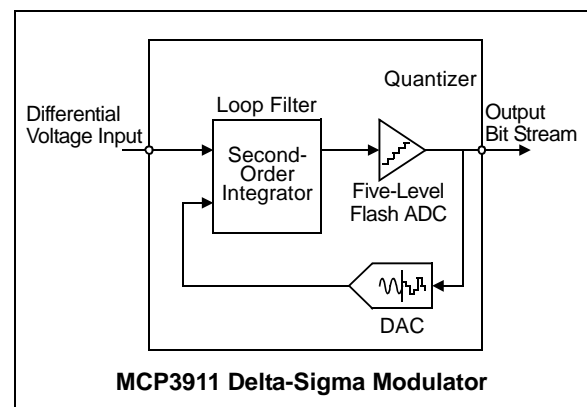 Quantizer
Loop Filter
Differential
Voltage Input
Output
Bit Stream
Second-
Order
Integrator
Five-Level
Flash ADC
DAC
MCP3911 Delta-Sigma Modulator